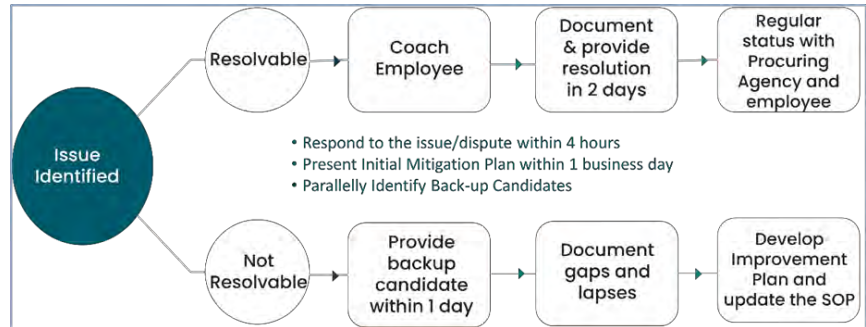 Issue
Identified
Resolvable
Coach
Employee
Document
& provide
resolution
in 2 days
Regular
status with
Procuring
Agency and
employee
• Respond to the issue/dispute within 4 hours
• Present Initial Mitigation Plan within 1 business day
• Parallelly Identify Back-up Candidates
Not
Resolvable
Provide
backup
candidate
within 1 day
Document
gaps and
lapses
Develop
Improvement
Plan and
update the SOP